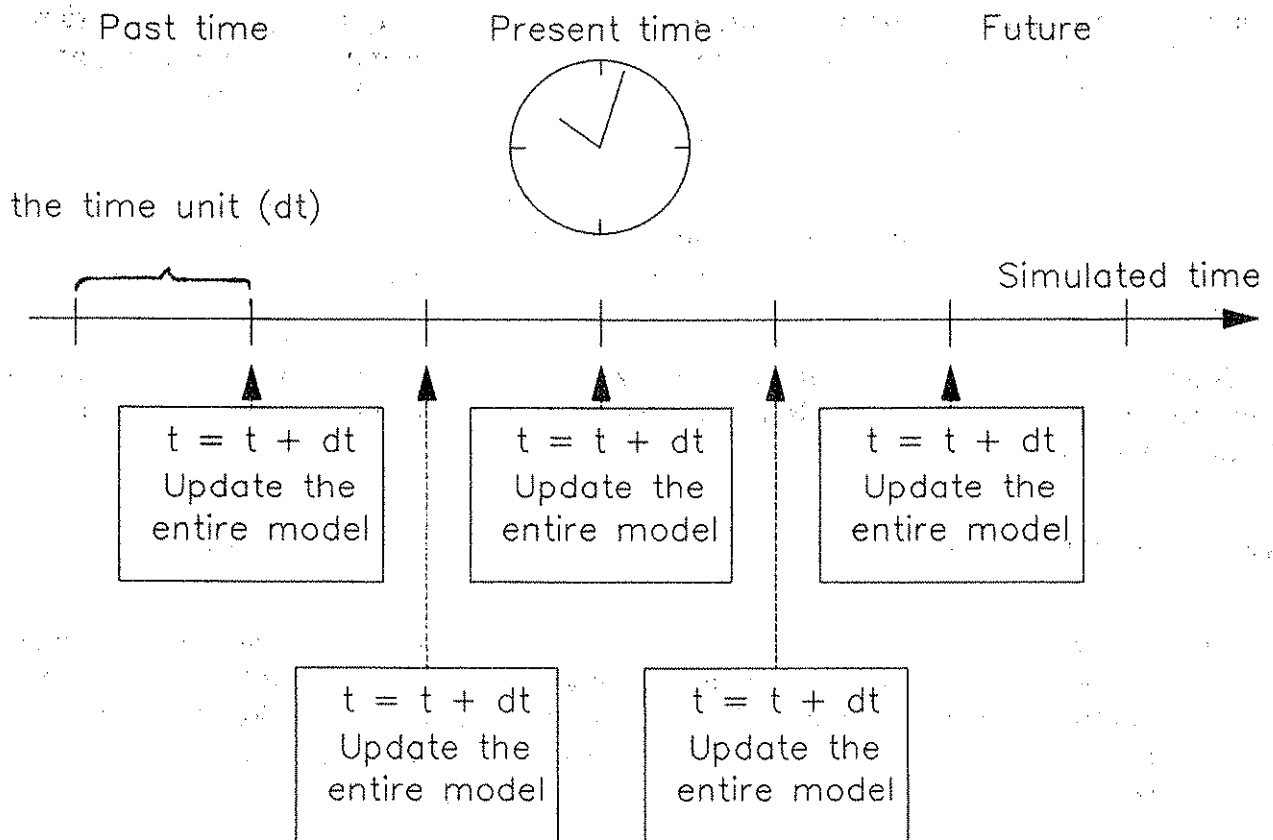 Past time
Present time
Future
the time unit (dt)
Simulated time
t = t + dt
Update the
entire model
t = t + dt
Update the
entire model
t = t + dt
Update the
entire model
t = t + dt
Update the
entire model
t = t + dt
Update the
entire model